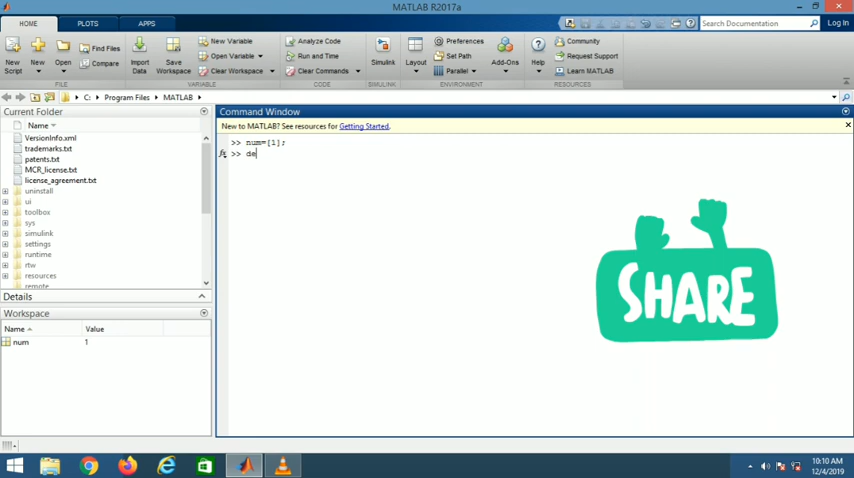 MATLAB R2017a
HOME PLOTS APPS
Search Documentation
Log In
New Script
New
Open
Find Files
Compare
Import Data
Save Workspace
New Variable
Open Variable
Clear Workspace
Analyze Code
Run and Time
Clear Commands
Simulink
Layout
Preferences
Set Path
Parallel
Add-Ons
Help
Community
Request Support
Learn MATLAB
FILE VARIABLE CODE SIMULINK ENVIRONMENT RESOURCES
C: Program Files MATLAB
Current Folder
Name
VersionInfo.xml
trademarks.txt
patents.txt
MCR_license.txt
license_agreement.txt
uninstall
ui
toolbox
sys
simulink
settings
runtime
rtw
resources
remote
Details
Workspace
Name Value
num 1
Command Window
New to MATLAB? See resources for Getting Started.
>> num=[1];
fx >> de
SHARE
10:10 AM
12/4/2019